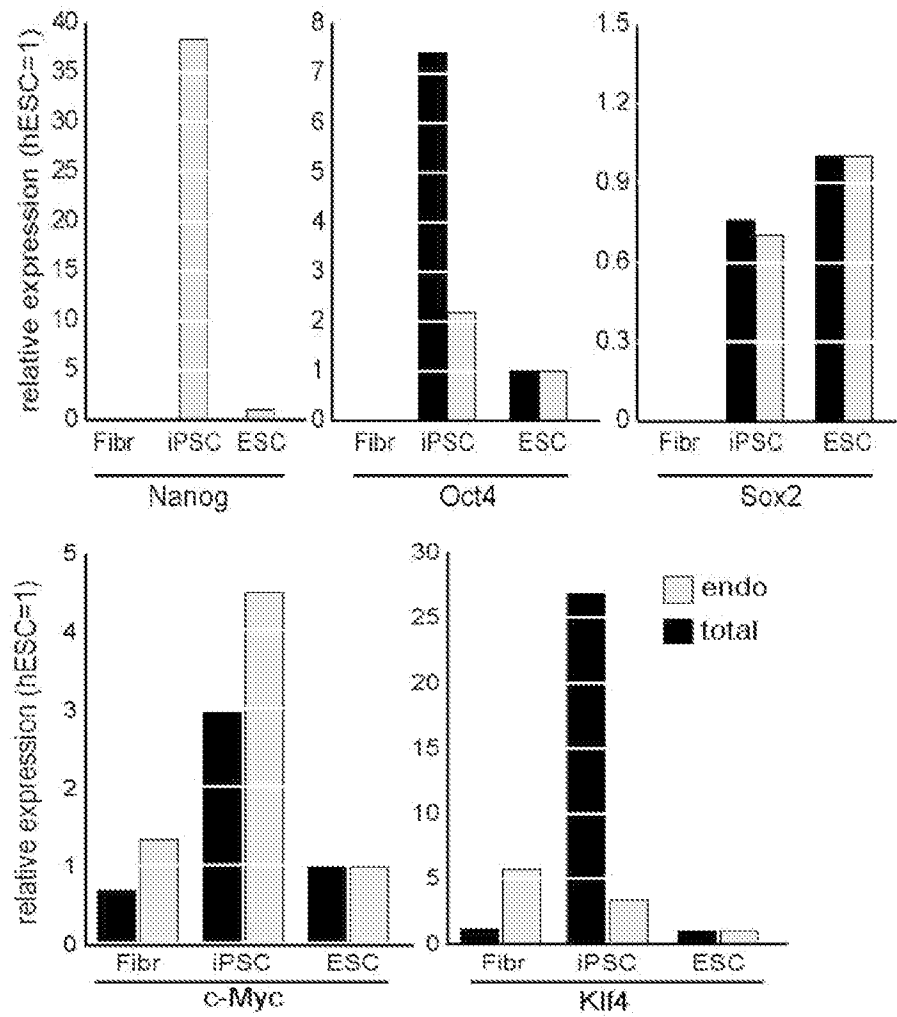 relative expression (hESC=1)
40
35
30
25
20
15
10
5
0
Fibr iPSC ESC
Nanog
8
7
6
5
4
3
2
1
0
Fibr iPSC ESC
Oct4
1.5
1.2
0.9
0.6
0.3
0
Fibr iPSC ESC
Sox2
relative expression (hESC=1)
5
4
3
2
1
0
Fibr iPSC ESC
c-Myc
30
25
20
15
10
5
0
Fibr iPSC ESC
Klf4
endo
total